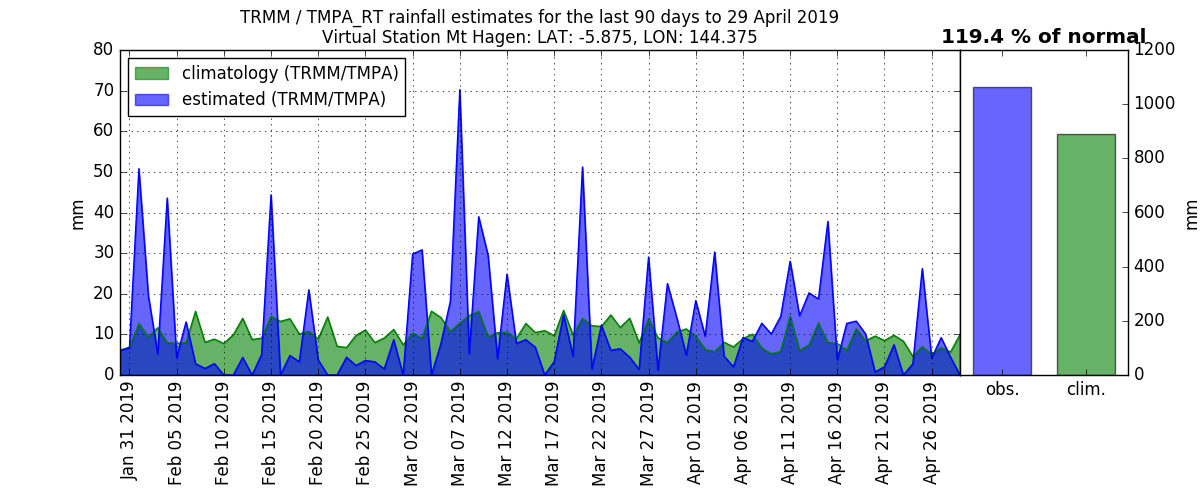 TRMM / TMPA_RT rainfall estimates for the last 90 days to 29 April 2019
Virtual Station Mt Hagen: LAT: -5.875, LON: 144.375
119.4 % of normal
climatology (TRMM/TMPA)
estimated (TRMM/TMPA)
mm
80
70
60
50
40
30
20
10
0
Jan 31 2019
Feb 05 2019
Feb 10 2019
Feb 15 2019
Feb 20 2019
Feb 25 2019
Mar 02 2019
Mar 07 2019
Mar 12 2019
Mar 17 2019
Mar 22 2019
Mar 27 2019
Apr 01 2019
Apr 06 2019
Apr 11 2019
Apr 16 2019
Apr 21 2019
Apr 26 2019
obs.
clim.
1200
1000
800
600
400
200
0
mm